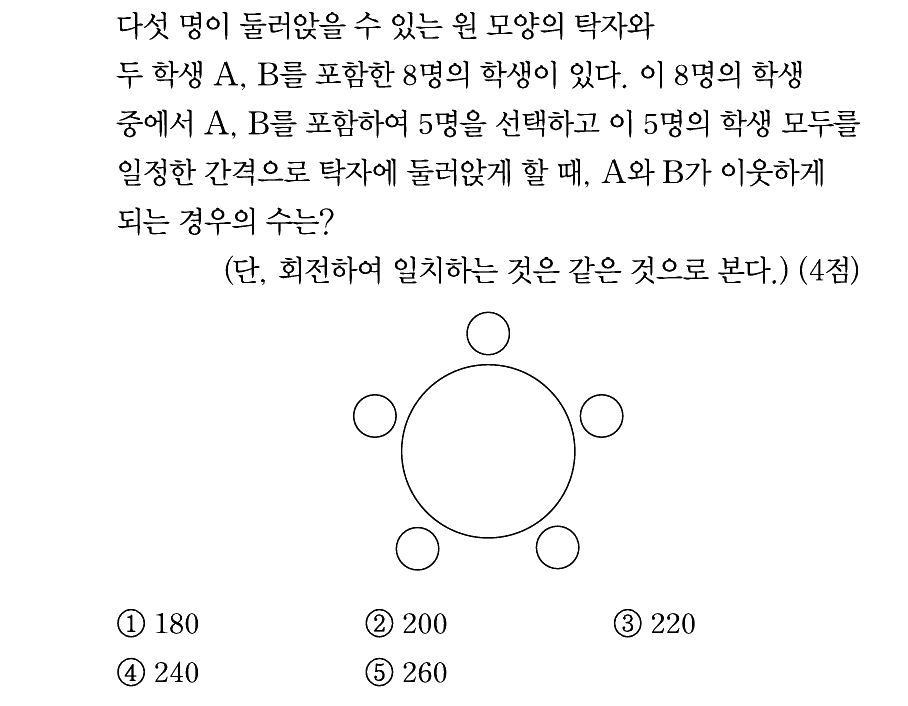 다섯 명이 둘러앉을 수 있는 원 모양의 탁자와
두 학생 A, B를 포함한 8명의 학생이 있다. 이 8명의 학생
중에서 A, B를 포함하여 5명을 선택하고 이 5명의 학생 모두를
일정한 간격으로 탁자에 둘러앉게 할 때, A와 B가 이웃하게
되는 경우의 수는?
(단, 회전하여 일치하는 것은 같은 것으로 본다.) (4점)
① 180 ② 200 ③ 220
④ 240 ⑤ 260